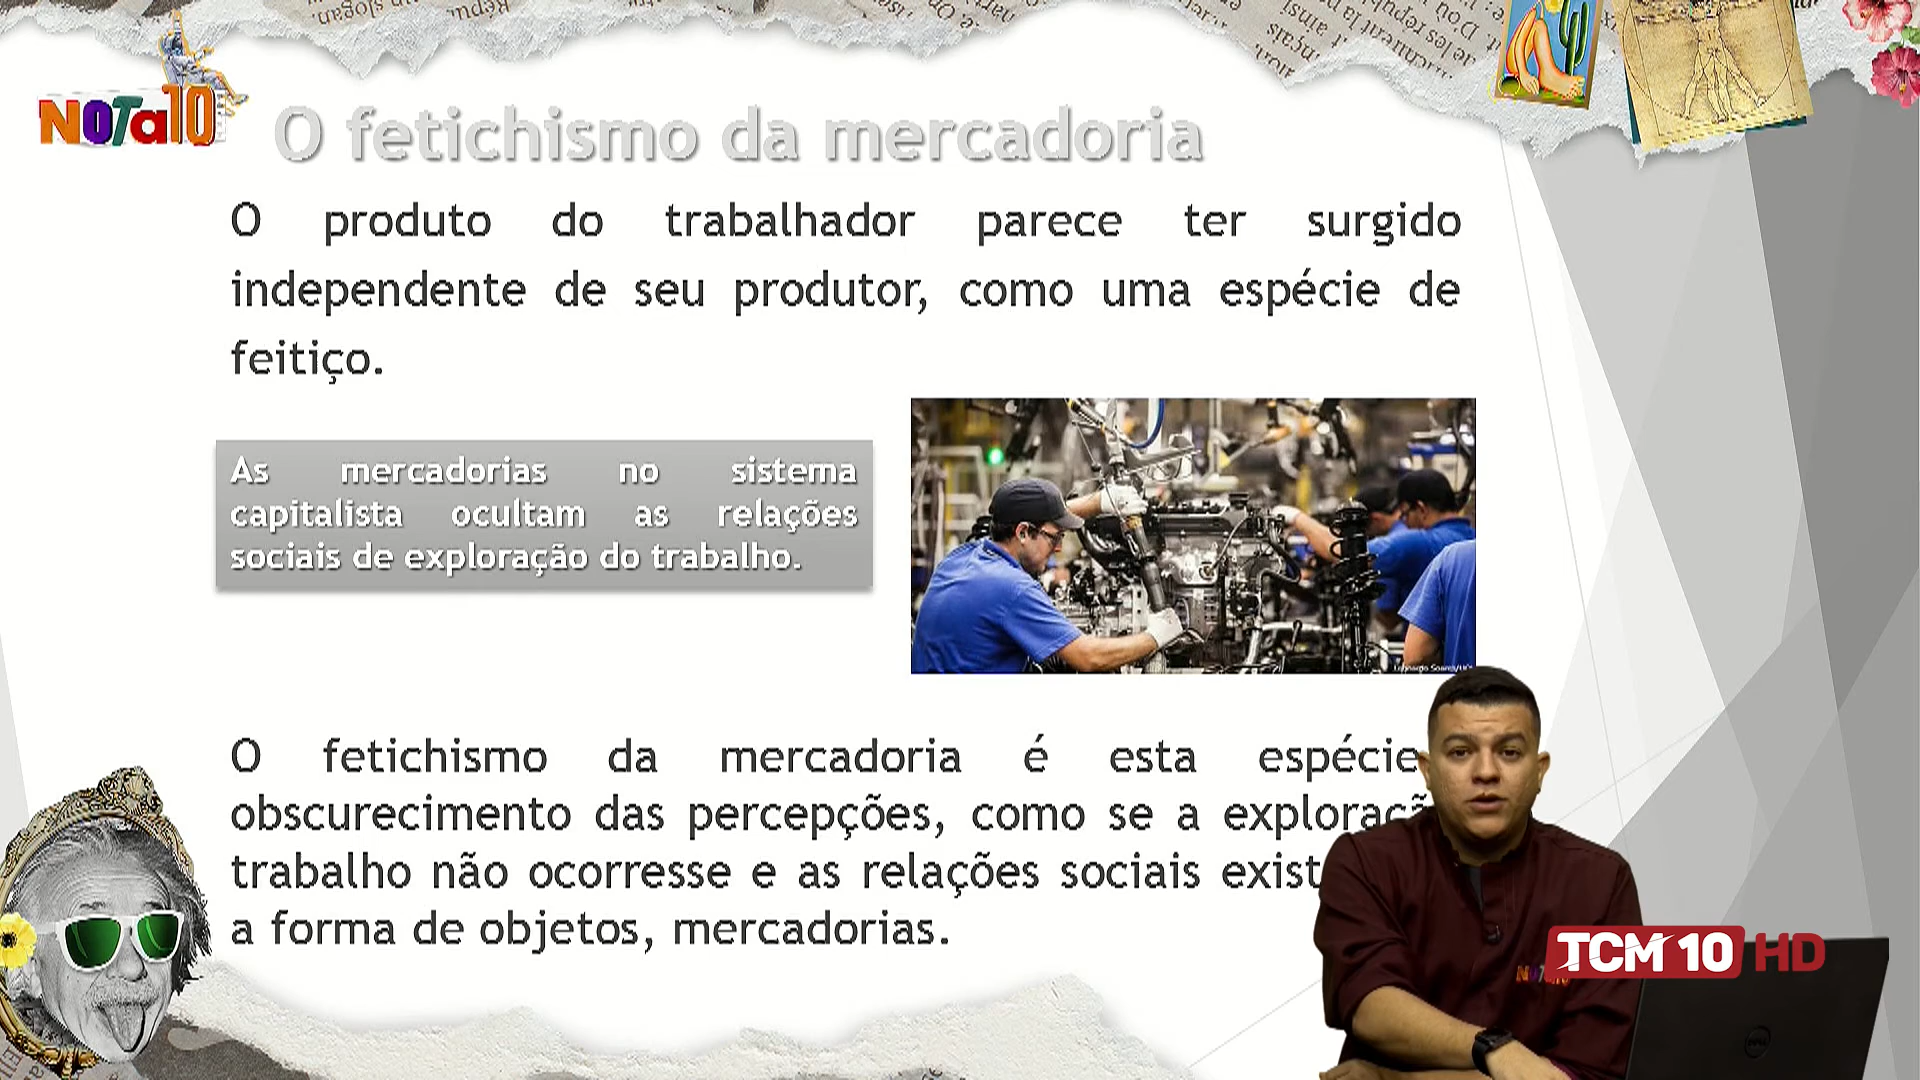 NOTa10
O fetichismo da mercadoria
O produto do trabalhador parece ter surgido
independente de seu produtor, como uma espécie de
feitiço.
As mercadorias no sistema
capitalista ocultam as relações
sociais de exploração do trabalho.
O fetichismo da mercadoria é esta espécie
obscurecimento das percepções, como se a
trabalho não ocorresse e as relações sociais
a forma de objetos, mercadorias.
TCM 10 HD
DELL